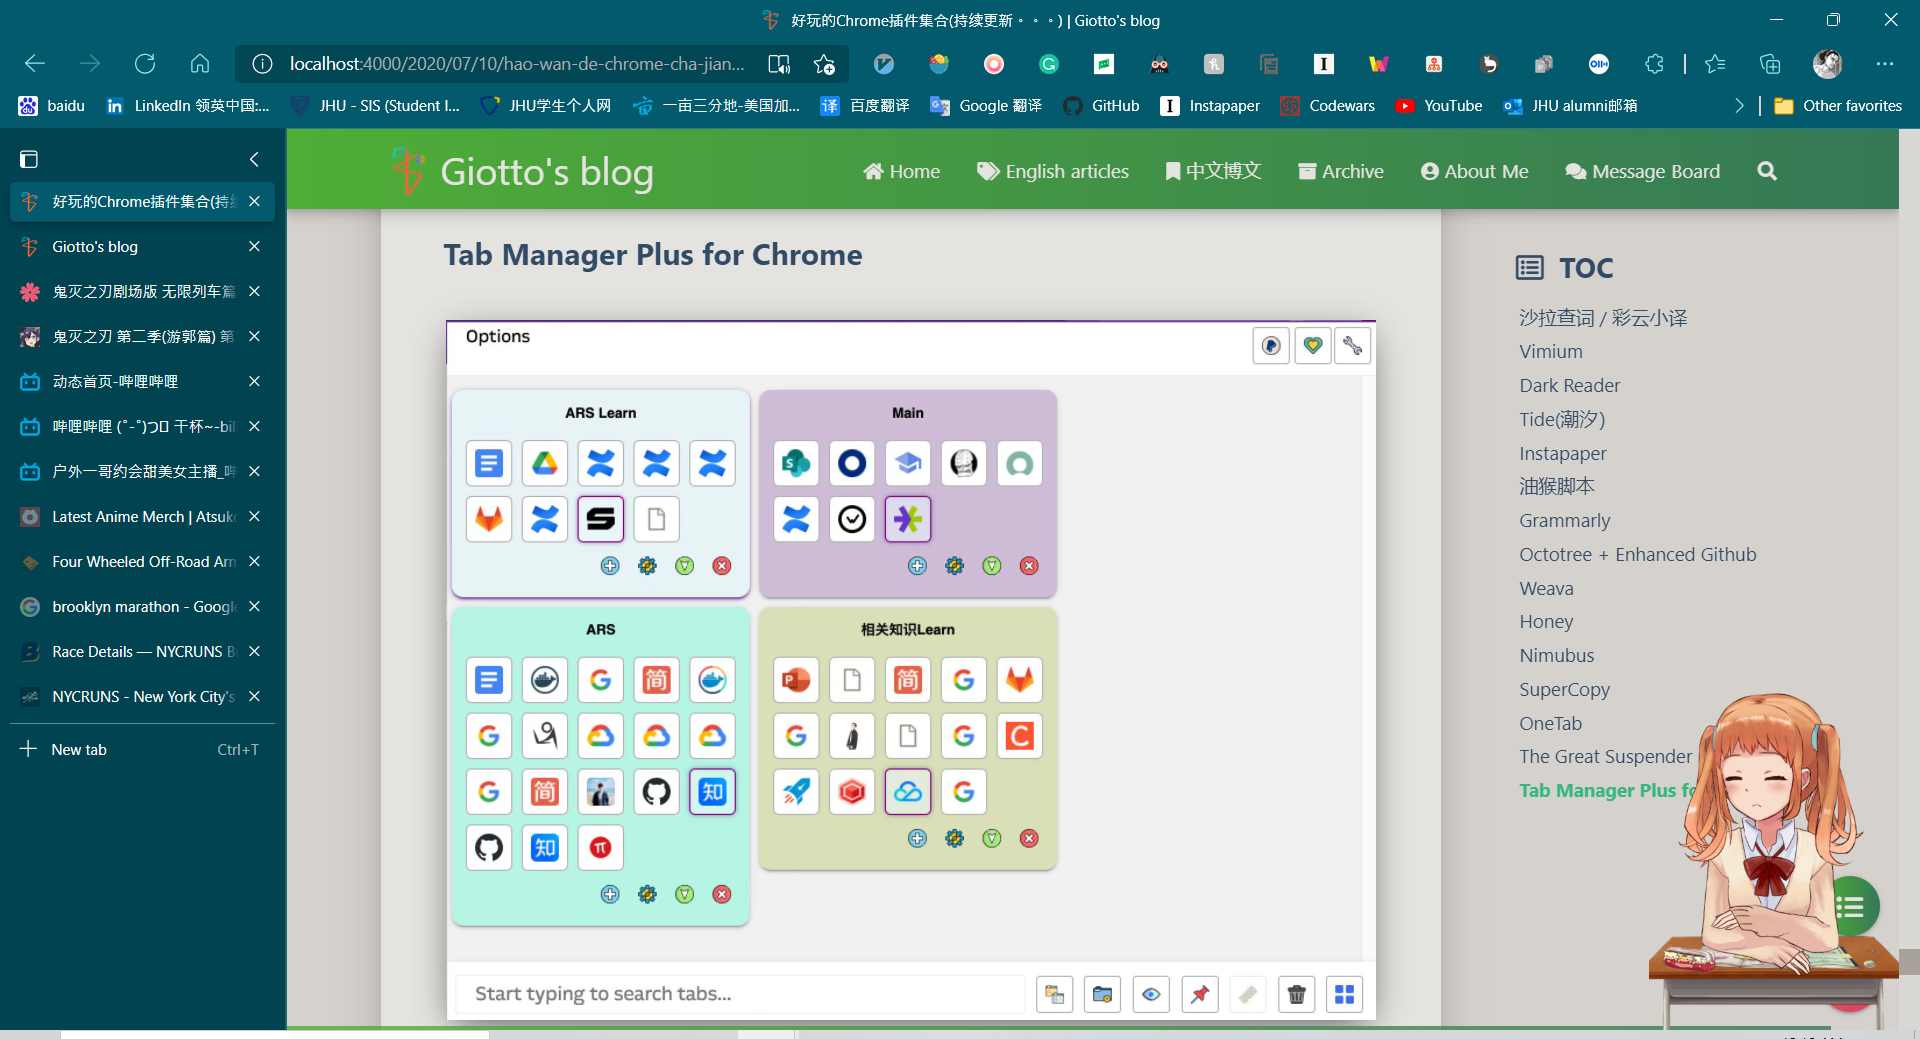 好玩的Chrome插件集合(持续更新。。。) | Giotto's blog
localhost:4000/2020/07/10/hao-wan-de-chrome-cha-jian...
baidu
LinkedIn 领英中国:...
JHU - SIS (Student I...
JHU学生个人网
一亩三分地-美国加...
百度翻译
Google 翻译
GitHub
Instapaper
Codewars
YouTube
JHU alumni邮箱
Other favorites
好玩的Chrome插件集合(持续
Giotto's blog
鬼灭之刃剧场版 无限列车篇
鬼灭之刃 第二季(游郭篇) 第
动态首页-哔哩哔哩
哔哩哔哩 (゜-゜)つロ 干杯~-bil
户外一哥约会甜美女主播_哔
Latest Anime Merch | Atsuko
Four Wheeled Off-Road Arm
brooklyn marathon - Google
Race Details — NYCRUNS B
NYCRUNS - New York City's
New tab
Ctrl+T
Giotto's blog
Home
English articles
中文博文
Archive
About Me
Message Board
Tab Manager Plus for Chrome
Options
ARS Learn
Main
ARS
相关知识Learn
Start typing to search tabs...
TOC
沙拉查词 / 彩云小译
Vimium
Dark Reader
Tide(潮汐)
Instapaper
油猴脚本
Grammarly
Octotree + Enhanced Github
Weava
Honey
Nimubus
SuperCopy
OneTab
The Great Suspender
Tab Manager Plus fo